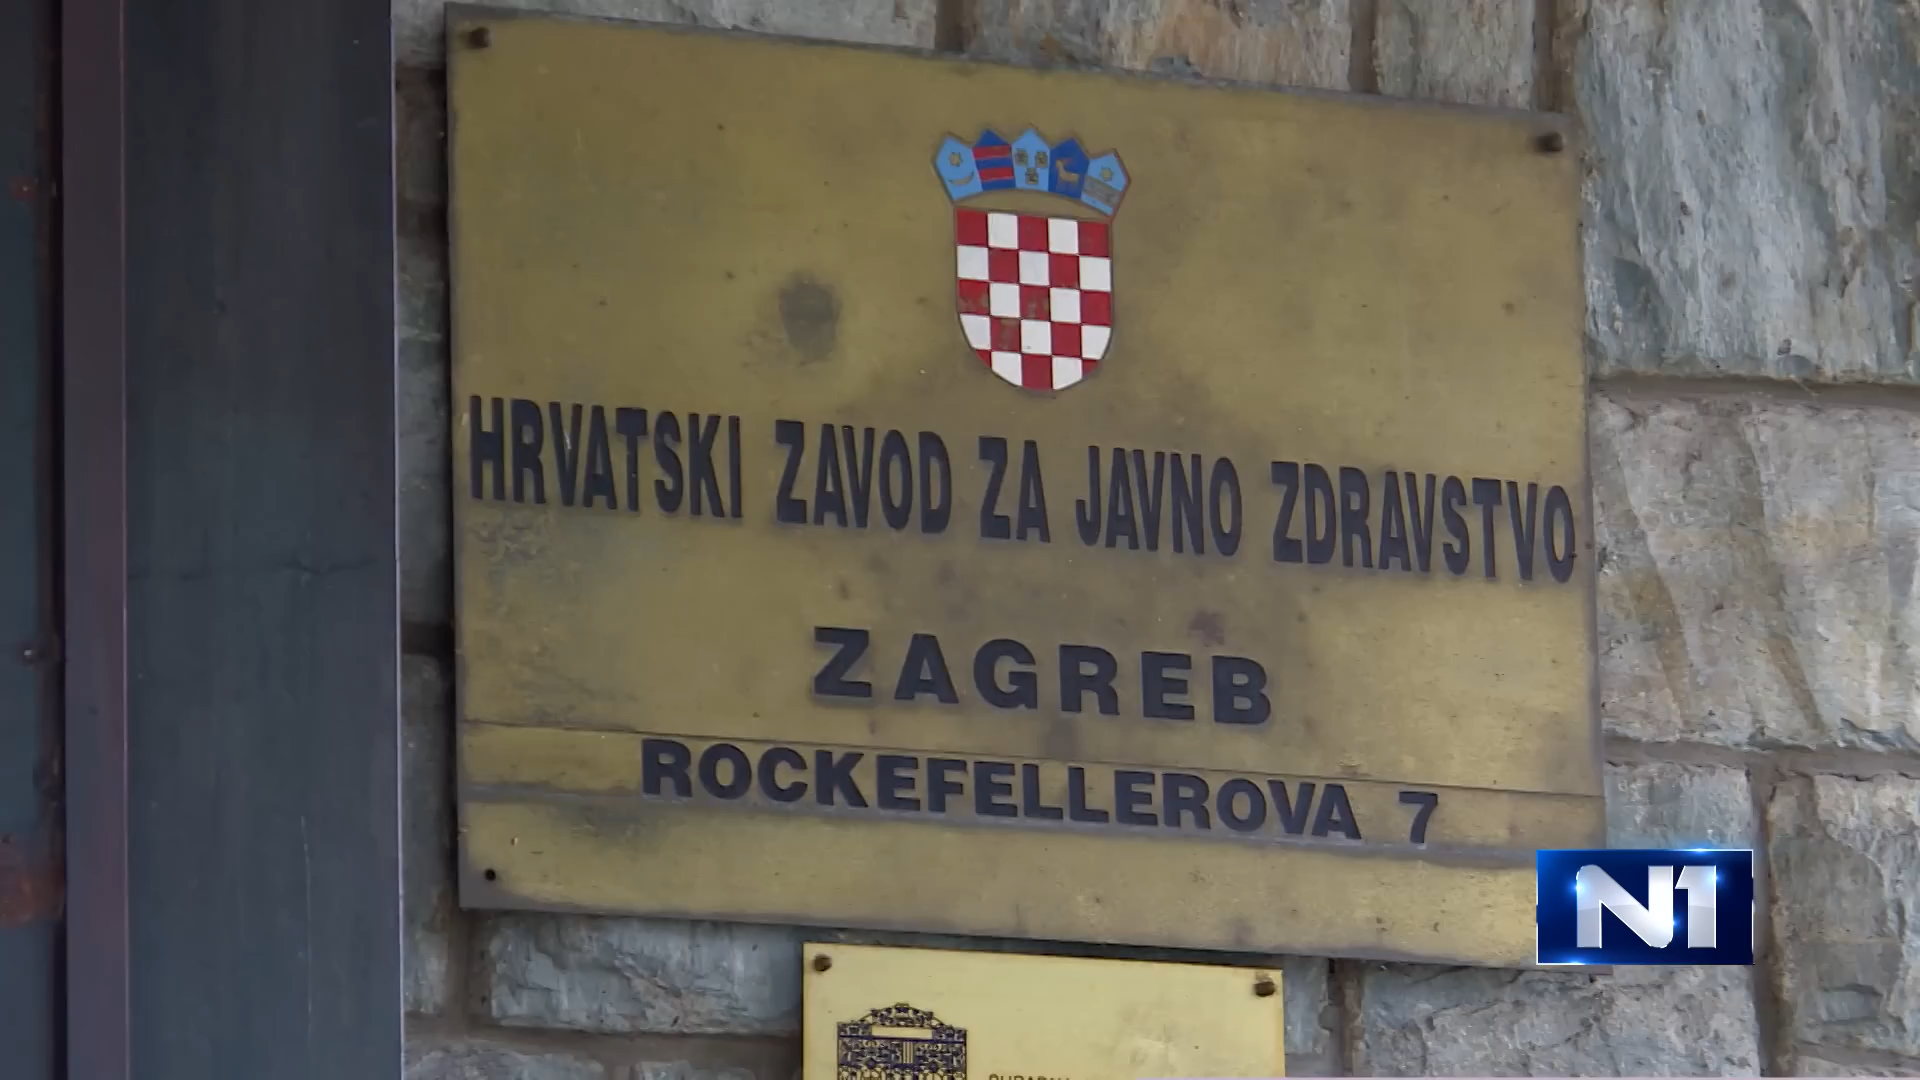 HRVATSKI ZAVOD ZA JAVNO ZDRAVSTVO
ZAGREB
ROCKEFELLEROVA 7
N1